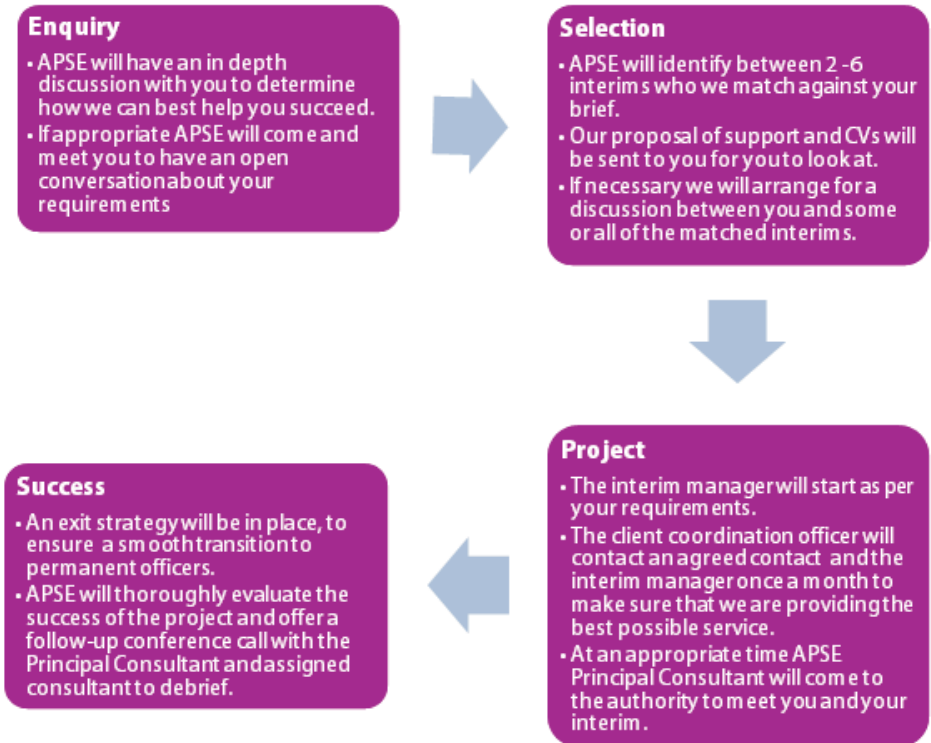 Enquiry
• APSE will have an in depth
discussion with you to determine
how we can best help you succeed.
• If appropriate APSE will come and
meet you to have an open
conversation about your
requirements
Selection
• APSE will identify between 2 -6
interims who we match against your
brief.
• Our proposal of support and CVs will
be sent to you for you to look at.
• If necessary we will arrange for a
discussion between you and some
or all of the matched interims.
Project
• The interim manager will start as per
your requirements.
• The client coordination officer will
contact an agreed contact and the
interim manager once a month to
make sure that we are providing the
best possible service.
• At an appropriate time APSE
Principal Consultant will come to
the authority to meet you and your
interim.
Success
• An exit strategy will be in place, to
ensure a smooth transition to
permanent officers.
• APSE will thoroughly evaluate the
success of the project and offer a
follow-up conference call with the
Principal Consultant and assigned
consultant to debrief.